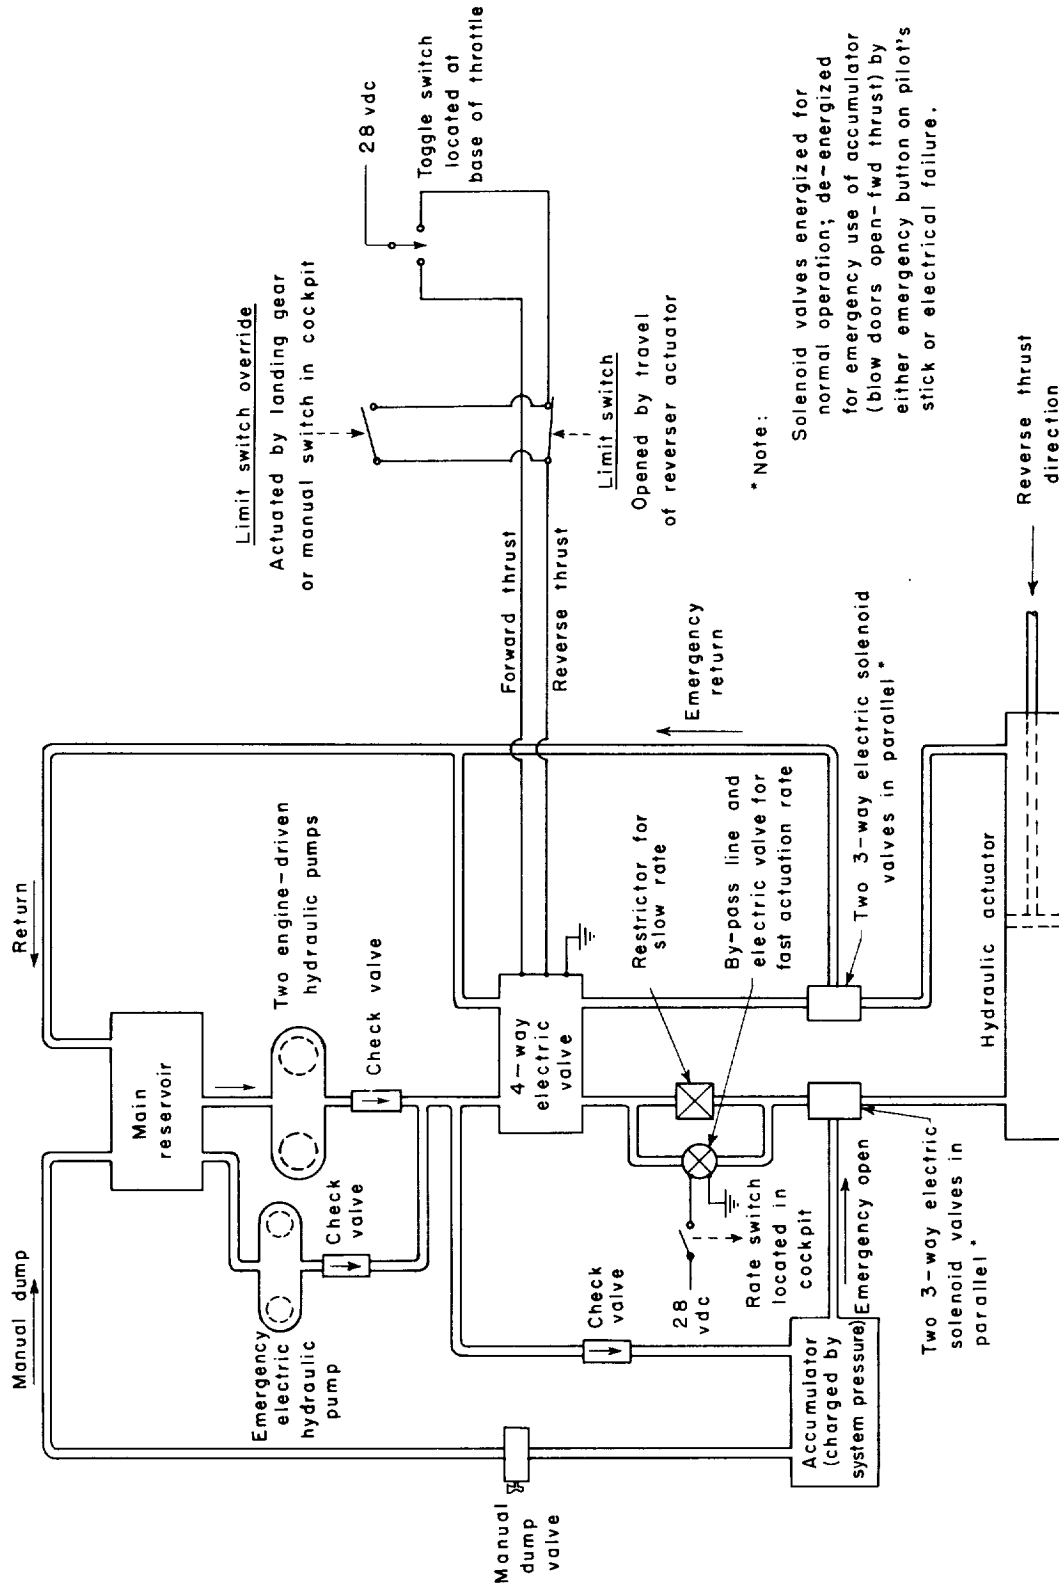 Manual dump
Return
Main
reservoir
Two engine-driven
hydraulic pumps
Check valve
Emergency
electric
hydraulic
pump
Check
valve
Manual
dump
valve
4-way
electric
valve
Check
valve
28
vdc
Rate switch
located in
cockpit
Restrictor for
slow rate
By-pass line and
electric valve for
fast actuation rate
Accumulator
(charged by
system pressure)
Emergency open
Two 3-way electric
solenoid valves in
parallel*
Two 3-way electric solenoid
valves in parallel*
Hydraulic actuator
Emergency
return
Forward thrust
Reverse thrust
Limit switch override
Actuated by landing gear
or manual switch in cockpit
Limit switch
Opened by travel
of reverser actuator
28 vdc
Toggle switch
located at
base of throttle
*Note:
Solenoid valves energized for
normal operation; de-energized
for emergency use of accumulator
(blow doors open-fwd thrust) by
either emergency button on pilot's
stick or electrical failure.
Reverse thrust
direction